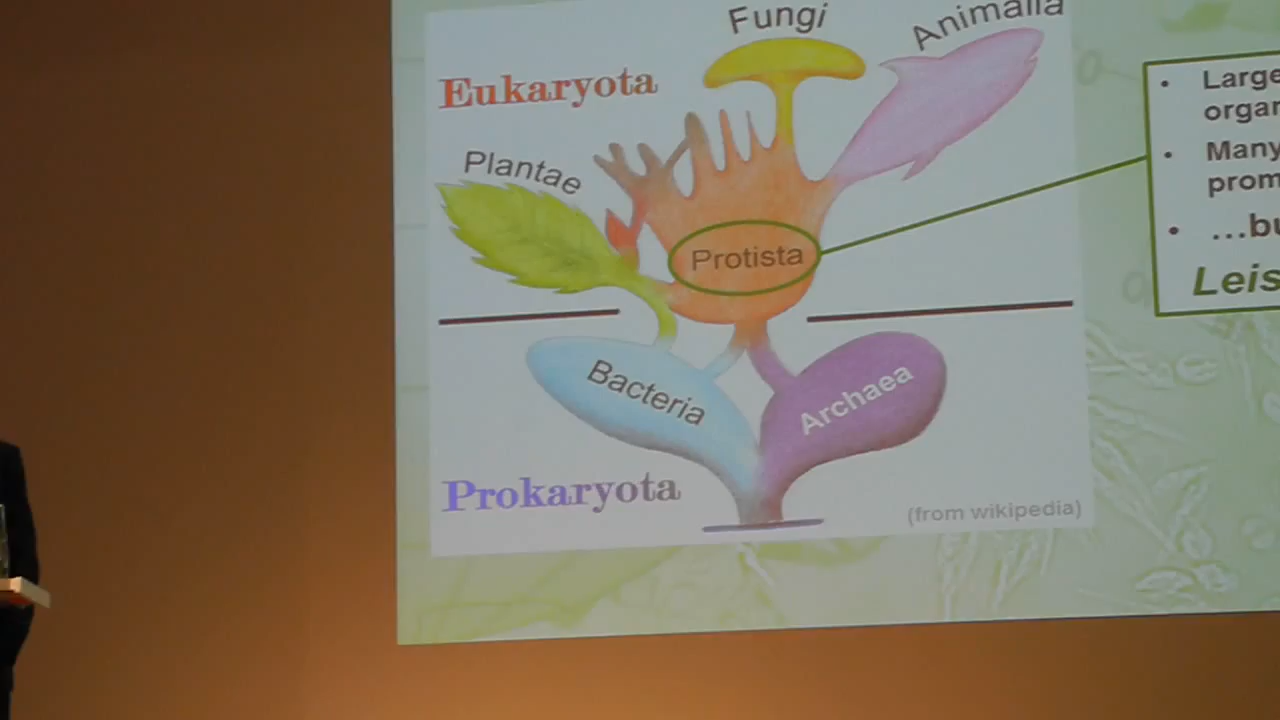 Fungi
Animalia
Eukaryota
Plantae
Protista
Bacteria
Archaea
Prokaryota
(from wikipedia)
• Large
organ
• Many
prom
• ...bu
Leis